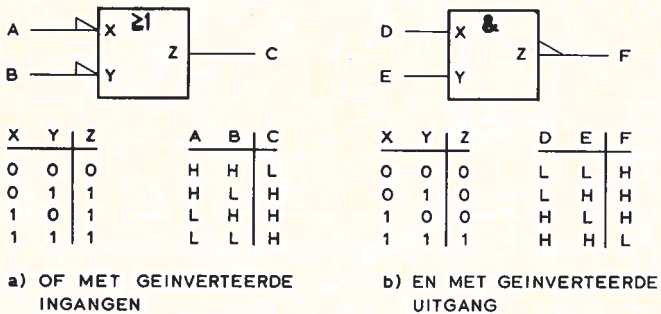 A X ≥1 Z C
B Y
D X & Z F
E Y
X Y Z
0 0 0
0 1 1
1 0 1
1 1 1
A B C
H H L
H L H
L H H
L L H
X Y Z
0 0 0
0 1 0
1 0 0
1 1 1
D E F
L L H
L H H
H L H
H H L
a) OF MET GEINVERTEERDE
INGANGEN
b) EN MET GEINVERTEERDE
UITGANG